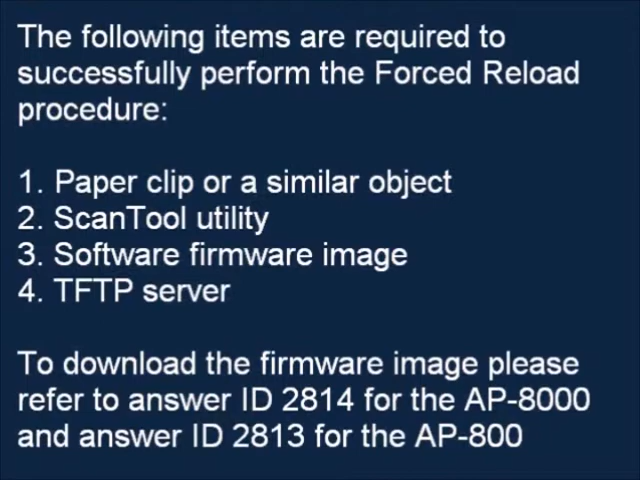 The following items are required to
successfully perform the Forced Reload
procedure:
1. Paper clip or a similar object
2. ScanTool utility
3. Software firmware image
4. TFTP server
To download the firmware image please
refer to answer ID 2814 for the AP-8000
and answer ID 2813 for the AP-800